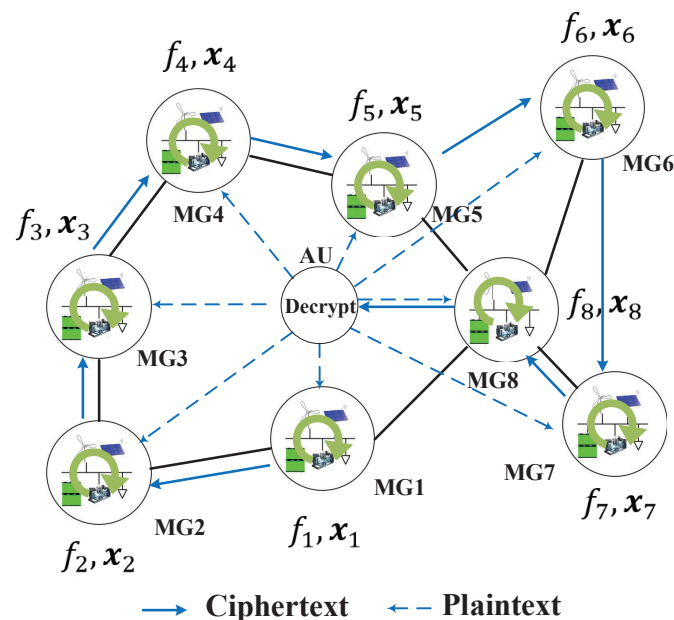 f₆, x₆
f₄, x₄
f₅, x₅
MG6
MG4
MG5
f₃, x₃
AU
Decrypt
f₈, x₈
MG3
MG8
MG7
MG1
f₇, x₇
MG2
f₁, x₁
f₂, x₂
Ciphertext Plaintext